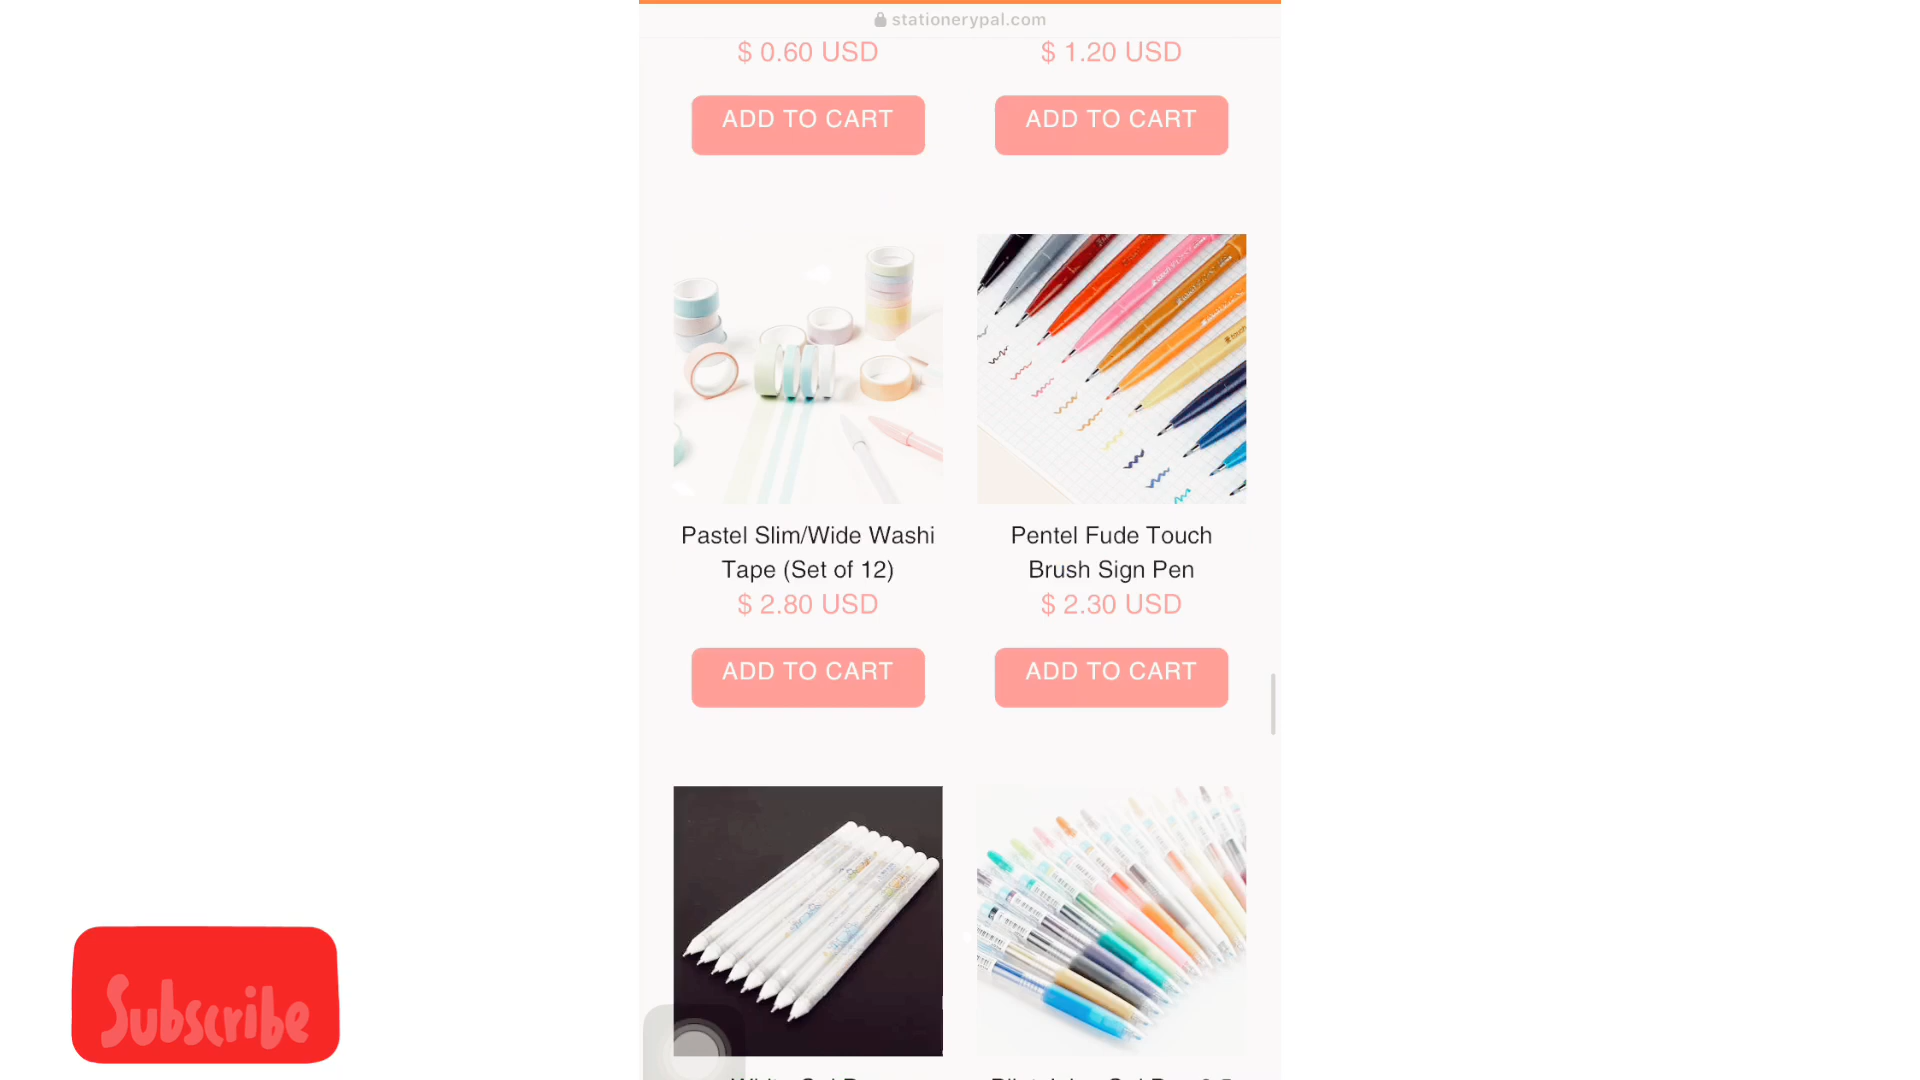 stationerypal.com
$ 0.60 USD
$ 1.20 USD
ADD TO CART
ADD TO CART
Pastel Slim/Wide Washi
Tape (Set of 12)
$ 2.80 USD
ADD TO CART
Pentel Fude Touch
Brush Sign Pen
$ 2.30 USD
ADD TO CART
Subscribe